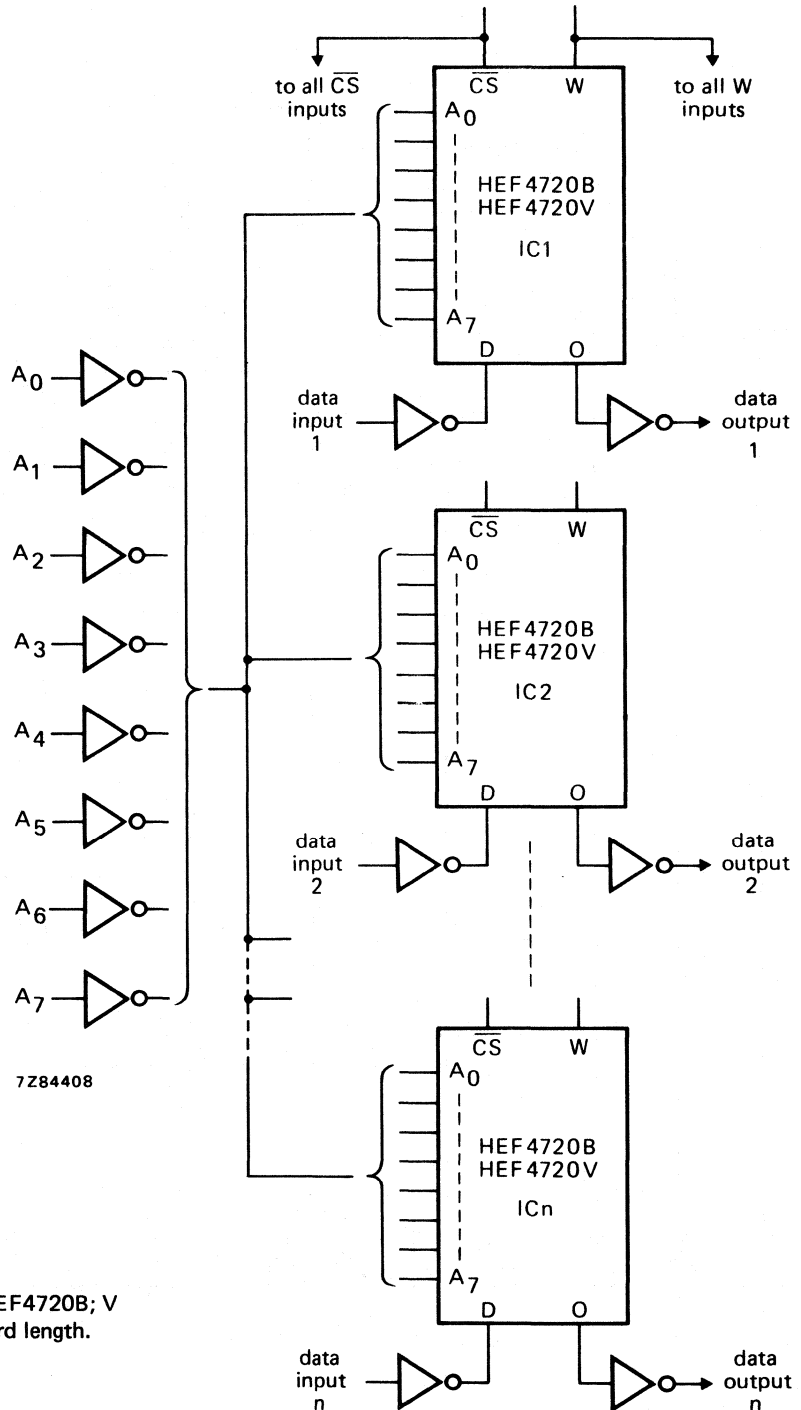 to all CS
inputs
CS
W
to all W
inputs
A0
HEF4720B
HEF4720V
IC1
A7
D
O
data
input
1
data
output
1
A0
A1
A2
A3
A4
A5
A6
A7
CS
W
A0
HEF4720B
HEF4720V
IC2
A7
D
O
data
input
2
data
output
2
7Z84408
CS
W
A0
HEF4720B
HEF4720V
ICn
A7
D
O
data
input
n
data
output
n
EF4720B; V
rd length.